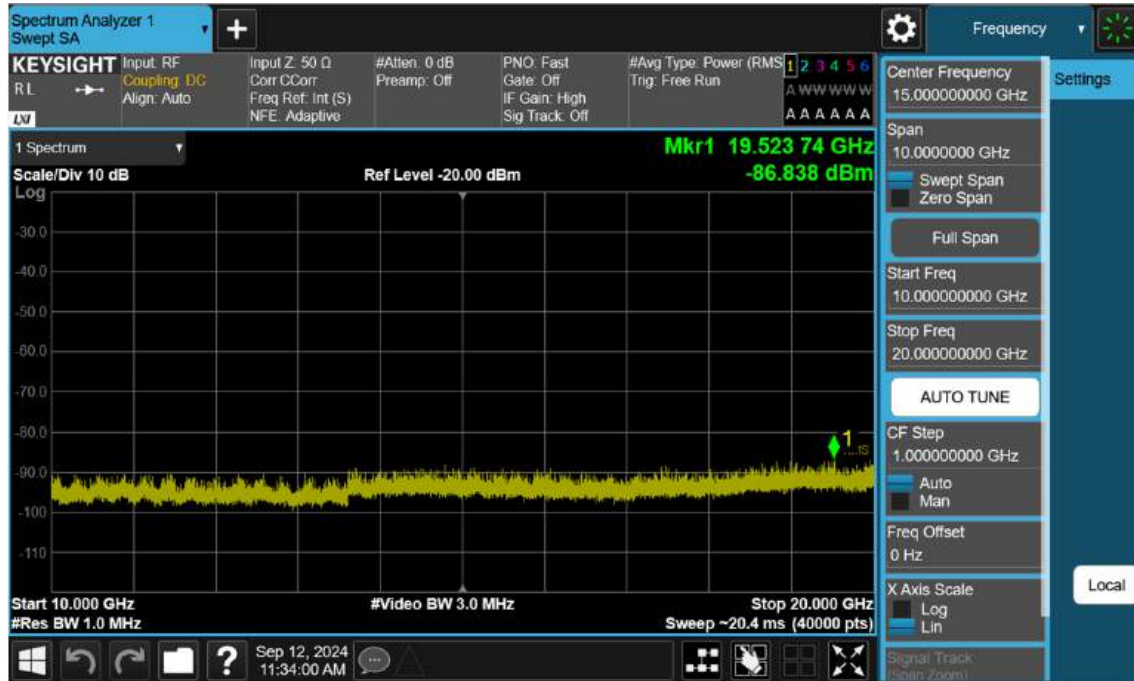 Spectrum Analyzer 1
Swept SA
Frequency
KEYSIGHT
RL
LXI
Input: RF
Coupling: DC
Align: Auto
Input Z: 50 Ω
Corr CCorr
Freq Ref: Int (S)
NFE: Adaptive
#Atten: 0 dB
Preamp: Off
PNO: Fast
Gate: Off
IF Gain: High
Sig Track: Off
#Avg Type: Power (RMS
Trig: Free Run
1 2 3 4 5 6
A W W W W W
A A A A A A
1 Spectrum
Mkr1 19.523 74 GHz
Scale/Div 10 dB
Ref Level -20.00 dBm
-86.838 dBm
Log
-30.0
-40.0
-50.0
-60.0
-70.0
-80.0
-90.0
-100
-110
1
Start 10.000 GHz
#Video BW 3.0 MHz
Stop 20.000 GHz
#Res BW 1.0 MHz
Sweep ~20.4 ms (40000 pts)
Center Frequency
15.000000000 GHz
Settings
Span
10.0000000 GHz
Swept Span
Zero Span
Full Span
Start Freq
10.000000000 GHz
Stop Freq
20.000000000 GHz
AUTO TUNE
CF Step
1.000000000 GHz
Auto
Man
Freq Offset
0 Hz
X Axis Scale
Log
Lin
Local
Signal Track
(Span Zoom)
?
Sep 12, 2024
11:34:00 AM